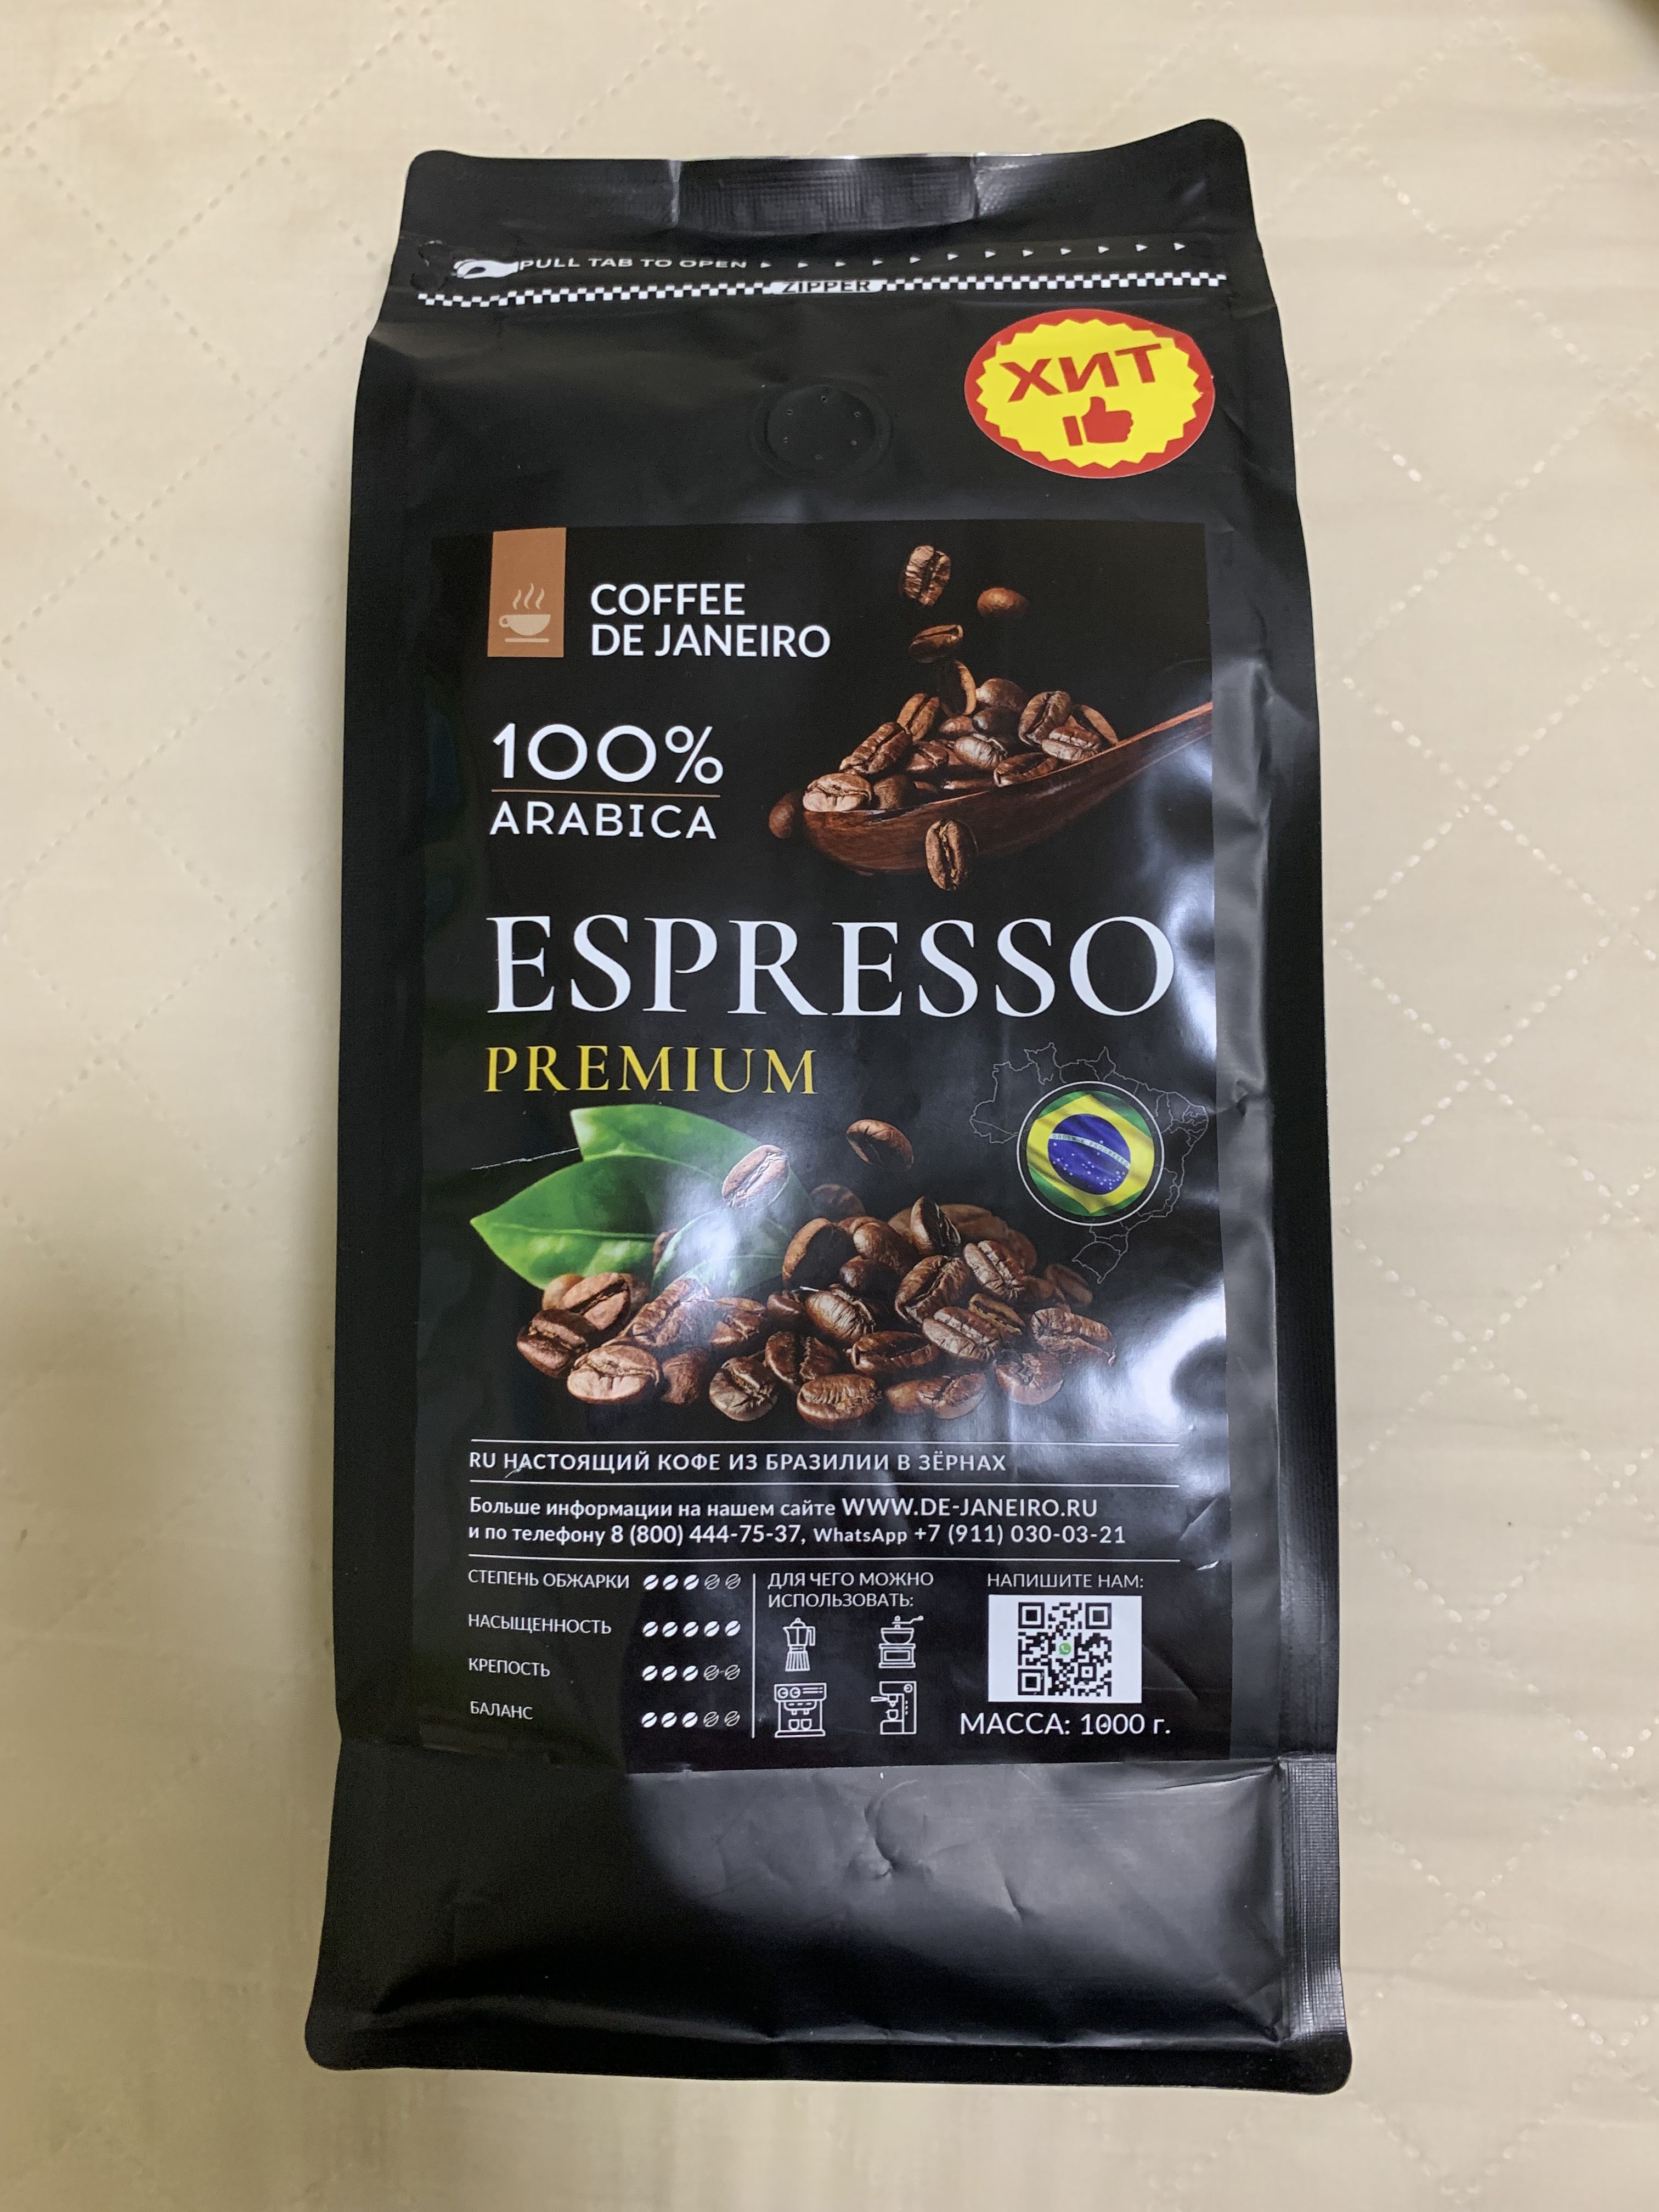 PULL TAB TO OPEN
ZIPPER
ХИТ
COFFEE
DE JANEIRO
100%
ARABICA
ESPRESSO
PREMIUM
RU НАСТОЯЩИЙ КОФЕ ИЗ БРАЗИЛИИ В ЗЁРНАХ
Больше информации на нашем сайте WWW.DE-JANEIRO.RU
и по телефону 8 (800) 444-75-37, WhatsApp +7 (911) 030-03-21
СТЕПЕНЬ ОБЖАРКИ
НАСЫЩЕННОСТЬ
КРЕПОСТЬ
БАЛАНС
ДЛЯ ЧЕГО МОЖНО
ИСПОЛЬЗОВАТЬ:
НАПИШИТЕ НАМ:
МАССА: 1000 г.